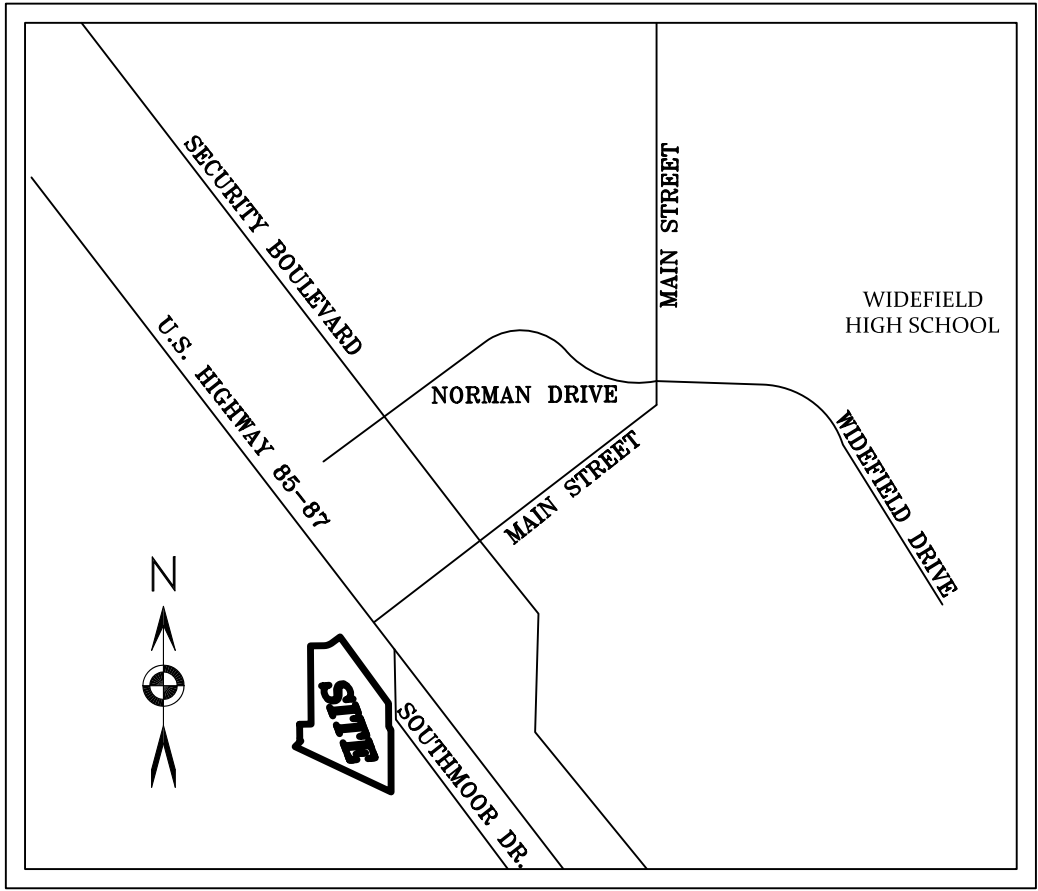 SECURITY BOULEVARD
MAIN STREET
WIDEFIELD
HIGH SCHOOL
U.S. HIGHWAY 85-87
NORMAN DRIVE
MAIN STREET
WIDEFIELD DRIVE
N
SITE
SOUTHMOOR DR.